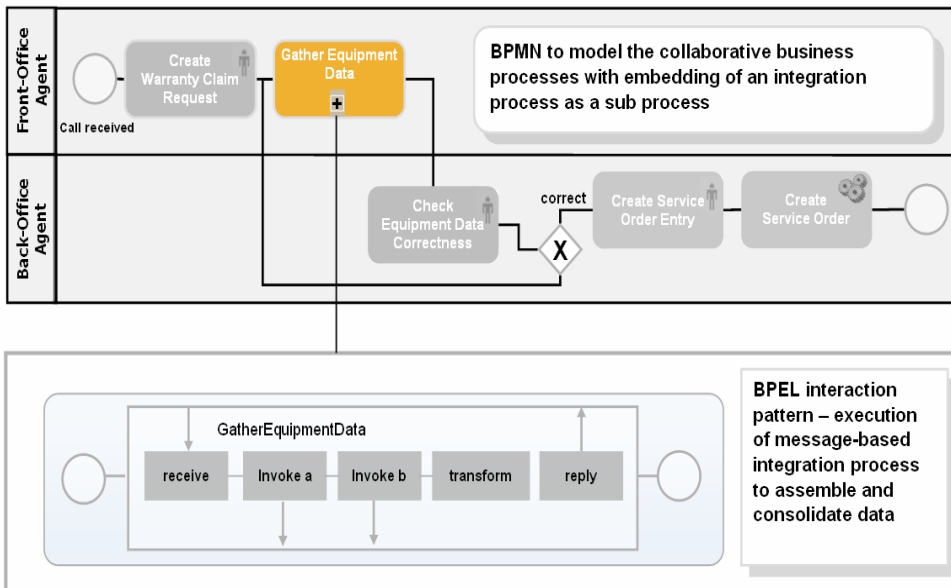 Front-Office
Agent
Call received
Create
Warranty Claim
Request
Gather Equipment
Data
+
BPMN to model the collaborative business
processes with embedding of an integration
process as a sub process
Back-Office
Agent
Check
Equipment Data
Correctness
correct
X
Create Service
Order Entry
Create
Service Order
GatherEquipmentData
receive
Invoke a
Invoke b
transform
reply
BPEL interaction
pattern – execution
of message-based
integration process
to assemble and
consolidate data